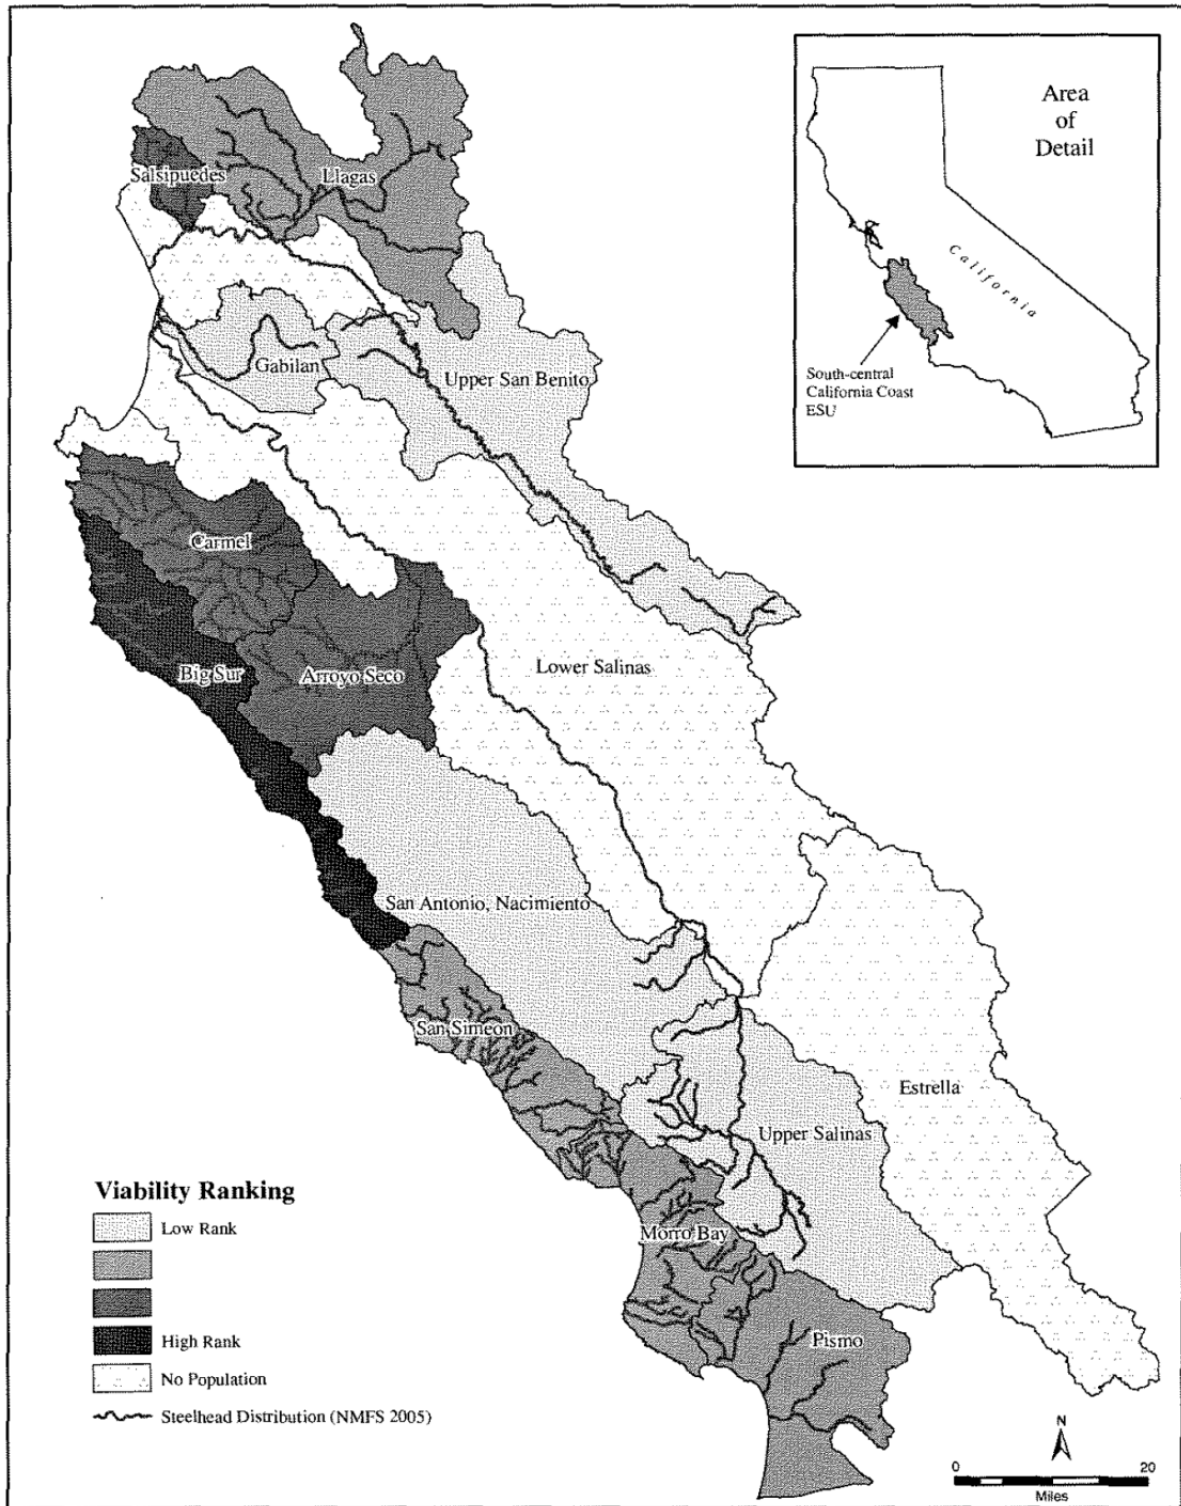 Area
of
Detail
California
South-central
California Coast
ESU
Salsipuedes
Llagas
Gabilan
Upper San Benito
Carmel
Big Sur
Arroyo Seco
Lower Salinas
San Antonio, Nacimiento
San Simeon
Estrella
Upper Salinas
Morro Bay
Pismo
Viability Ranking
Low Rank
High Rank
No Population
Steelhead Distribution (NMFS 2005)
N
0 20
Miles